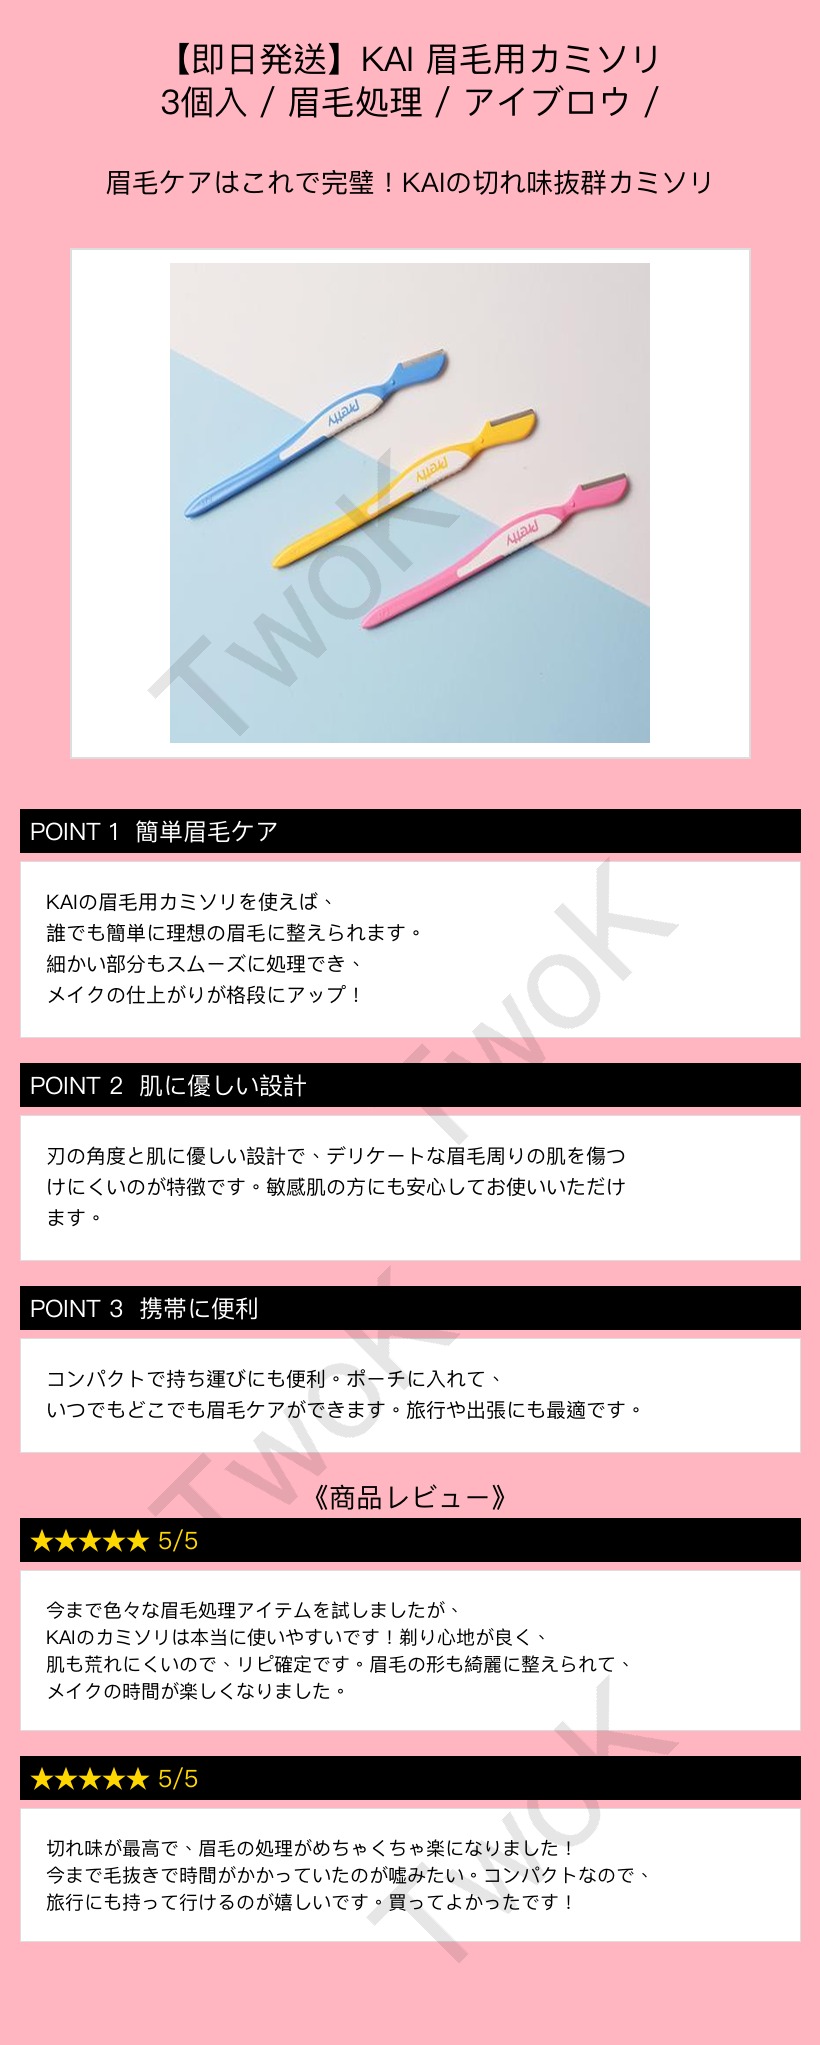 【即日発送】KAI 眉毛用カミソリ
3個入 / 眉毛処理 / アイブロウ /
眉毛ケアはこれで完璧！KAIの切れ味抜群カミソリ
Pretty
Pretty
Pretty
TwoK
POINT 1 簡単眉毛ケア
KAIの眉毛用カミソリを使えば、
誰でも簡単に理想の眉毛に整えられます。
細かい部分もスムーズに処理でき、
メイクの仕上がりが格段にアップ！
TwoK
POINT 2 肌に優しい設計
刃の角度と肌に優しい設計で、デリケートな眉毛周りの肌を傷つ
けにくいのが特徴です。敏感肌の方にも安心してお使いいただけ
ます。
POINT 3 携帯に便利
コンパクトで持ち運びにも便利。ポーチに入れて、
いつでもどこでも眉毛ケアができます。旅行や出張にも最適です。
TwoK
《商品レビュー》
★★★★★ 5/5
今まで色々な眉毛処理アイテムを試しましたが、
KAIのカミソリは本当に使いやすいです！剃り心地が良く、
肌も荒れにくいので、リピ確定です。眉毛の形も綺麗に整えられて、
メイクの時間が楽しくなりました。
★★★★★ 5/5
切れ味が最高で、眉毛の処理がめちゃくちゃ楽になりました！
今まで毛抜きで時間がかかっていたのが嘘みたい。コンパクトなので、
旅行にも持って行けるのが嬉しいです。買ってよかったです！
TwoK